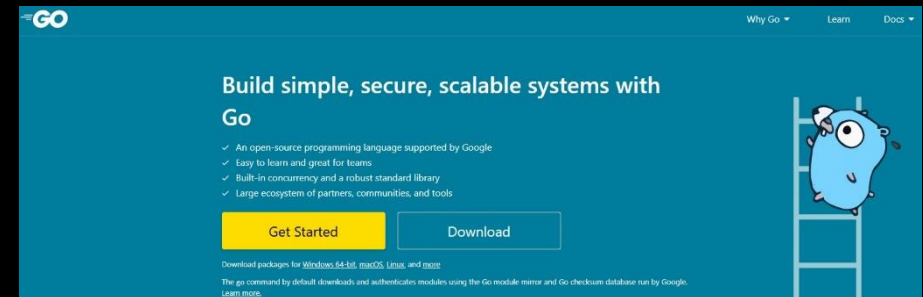 GO
Why Go
Learn
Docs
Build simple, secure, scalable systems with
Go
An open-source programming language supported by Google
Easy to learn and great for teams
Built-in concurrency and a robust standard library
Large ecosystem of partners, communities, and tools
Get Started
Download
Download packages for Windows 64-bit, macOS, Linux, and more
The go command by default downloads and authenticates modules using the Go module mirror and Go checksum database run by Google.
Learn more.